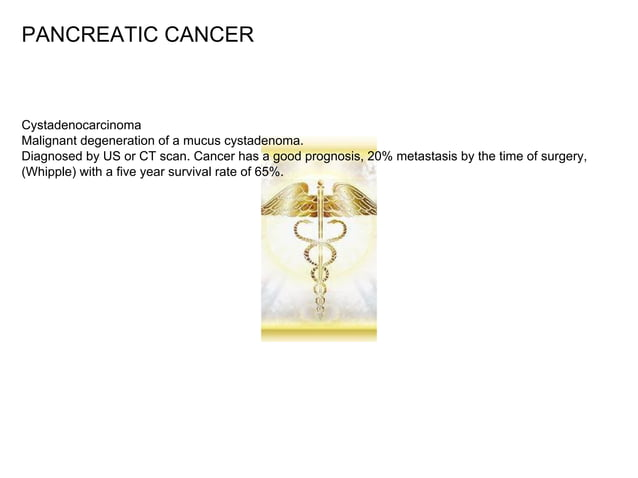 PANCREATIC CANCER
Cystadenocarcinoma
Malignant degeneration of a mucus cystadenoma.
Diagnosed by US or CT scan. Cancer has a good prognosis, 20% metastasis by the time of surgery,
(Whipple) with a five year survival rate of 65%.